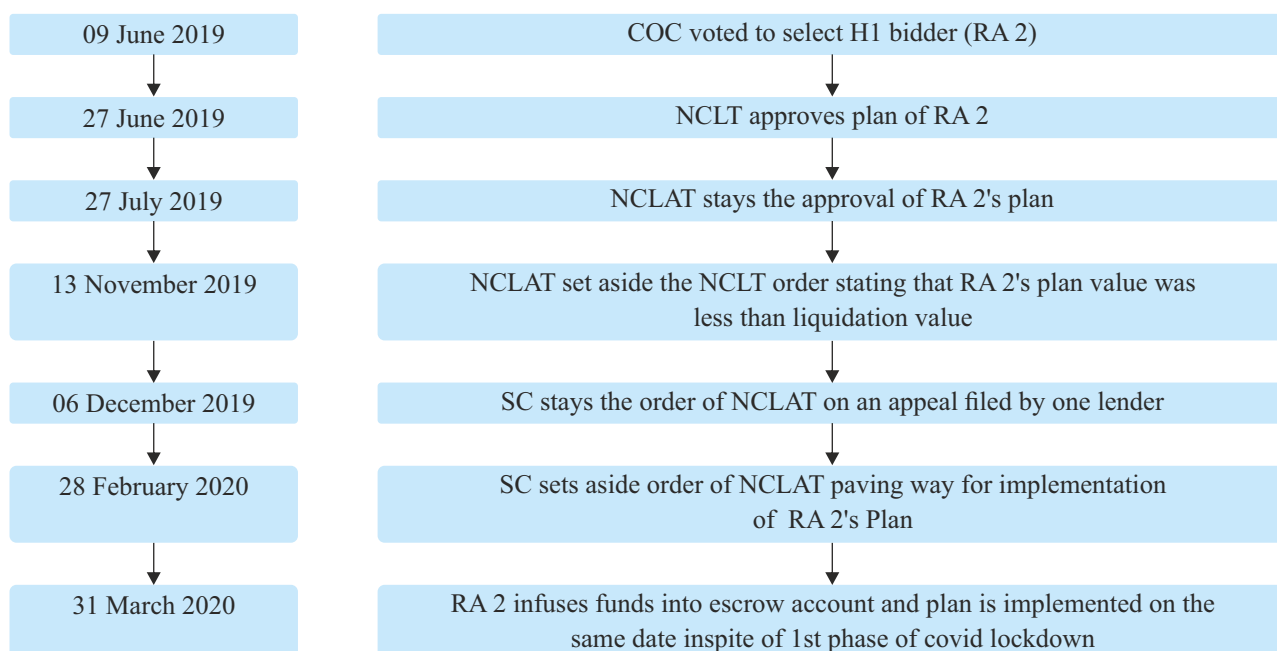 09 June 2019
COC voted to select H1 bidder (RA 2)
27 June 2019
NCLT approves plan of RA 2
27 July 2019
NCLAT stays the approval of RA 2's plan
13 November 2019
NCLAT set aside the NCLT order stating that RA 2's plan value was
less than liquidation value
06 December 2019
SC stays the order of NCLAT on an appeal filed by one lender
28 February 2020
SC sets aside order of NCLAT paving way for implementation
of RA 2's Plan
31 March 2020
RA 2 infuses funds into escrow account and plan is implemented on the
same date inspite of 1st phase of covid lockdown